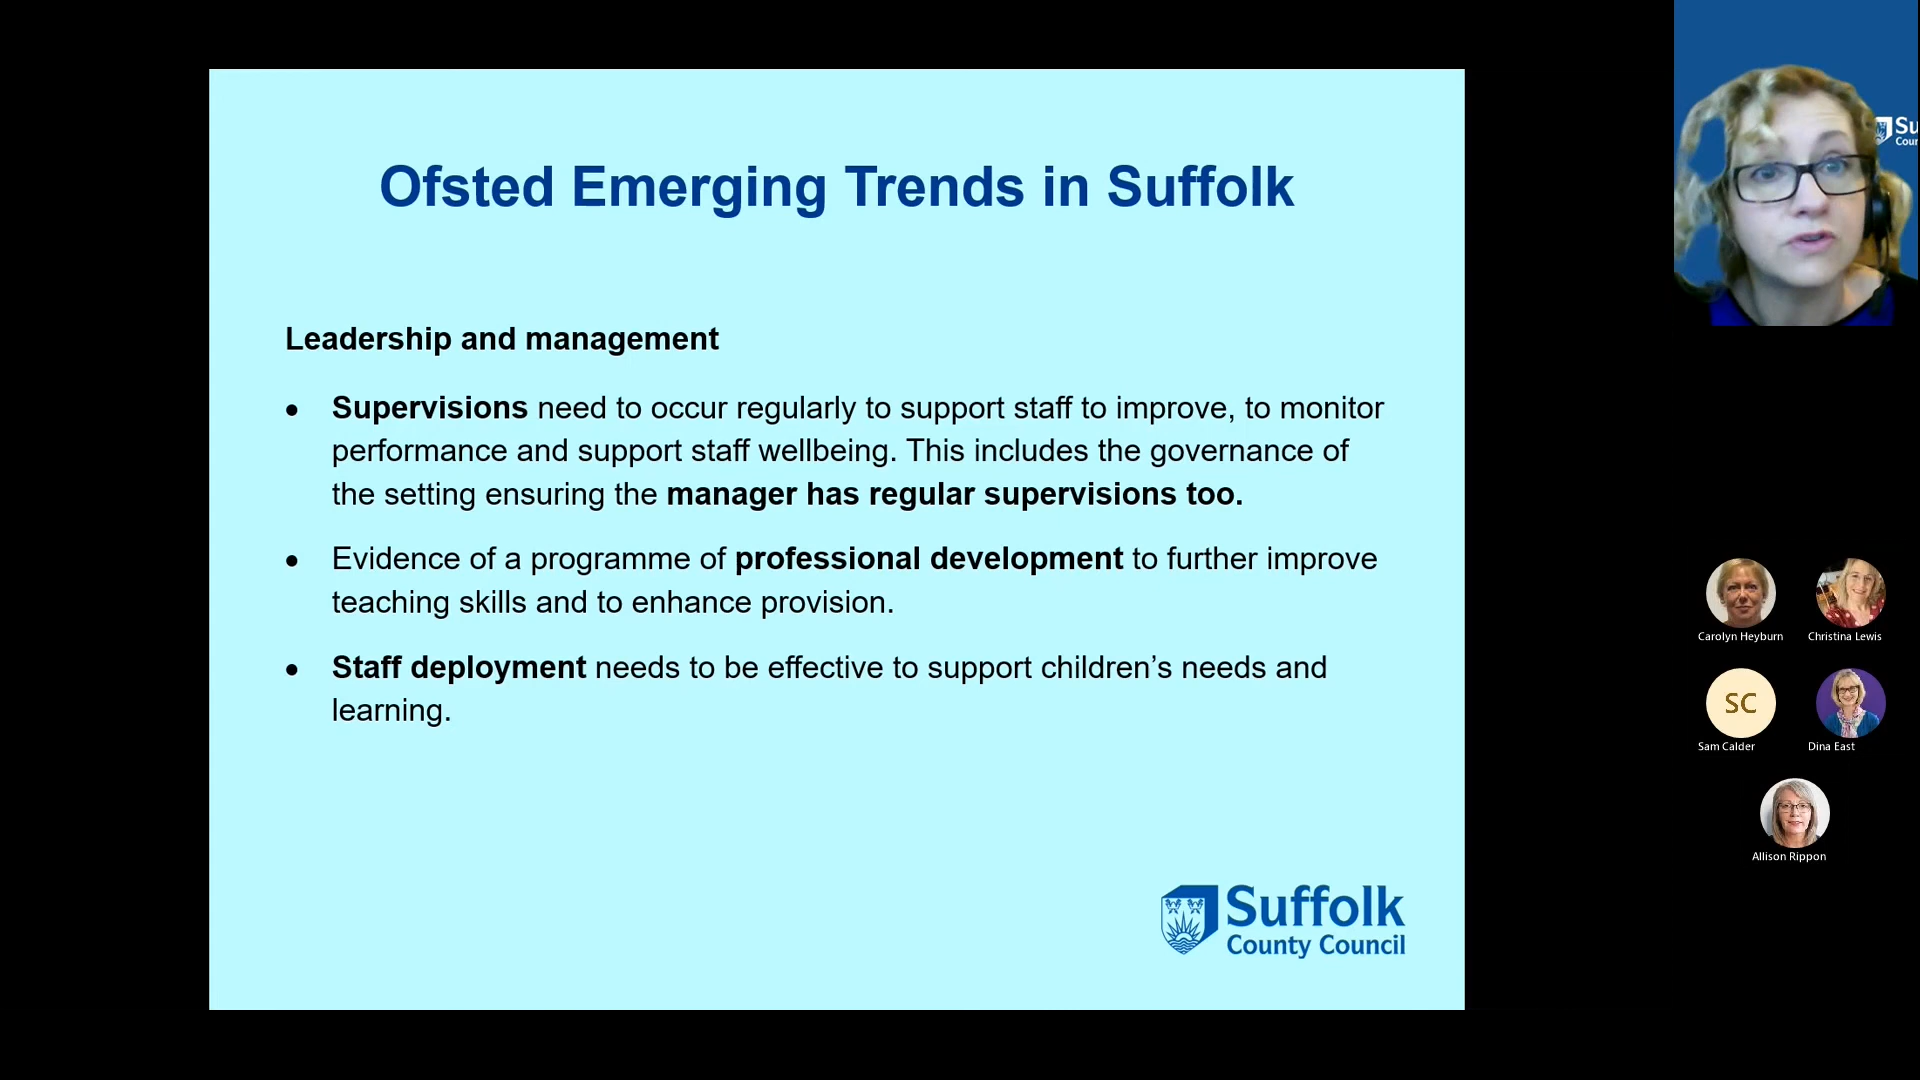 Ofsted Emerging Trends in Suffolk
Leadership and management
• Supervisions need to occur regularly to support staff to improve, to monitor
performance and support staff wellbeing. This includes the governance of
the setting ensuring the manager has regular supervisions too.
• Evidence of a programme of professional development to further improve
teaching skills and to enhance provision.
• Staff deployment needs to be effective to support children’s needs and
learning.
Suffolk
County Council
Su
Coun
Carolyn Heyburn
Christina Lewis
SC
Sam Calder
Dina East
Allison Rippon